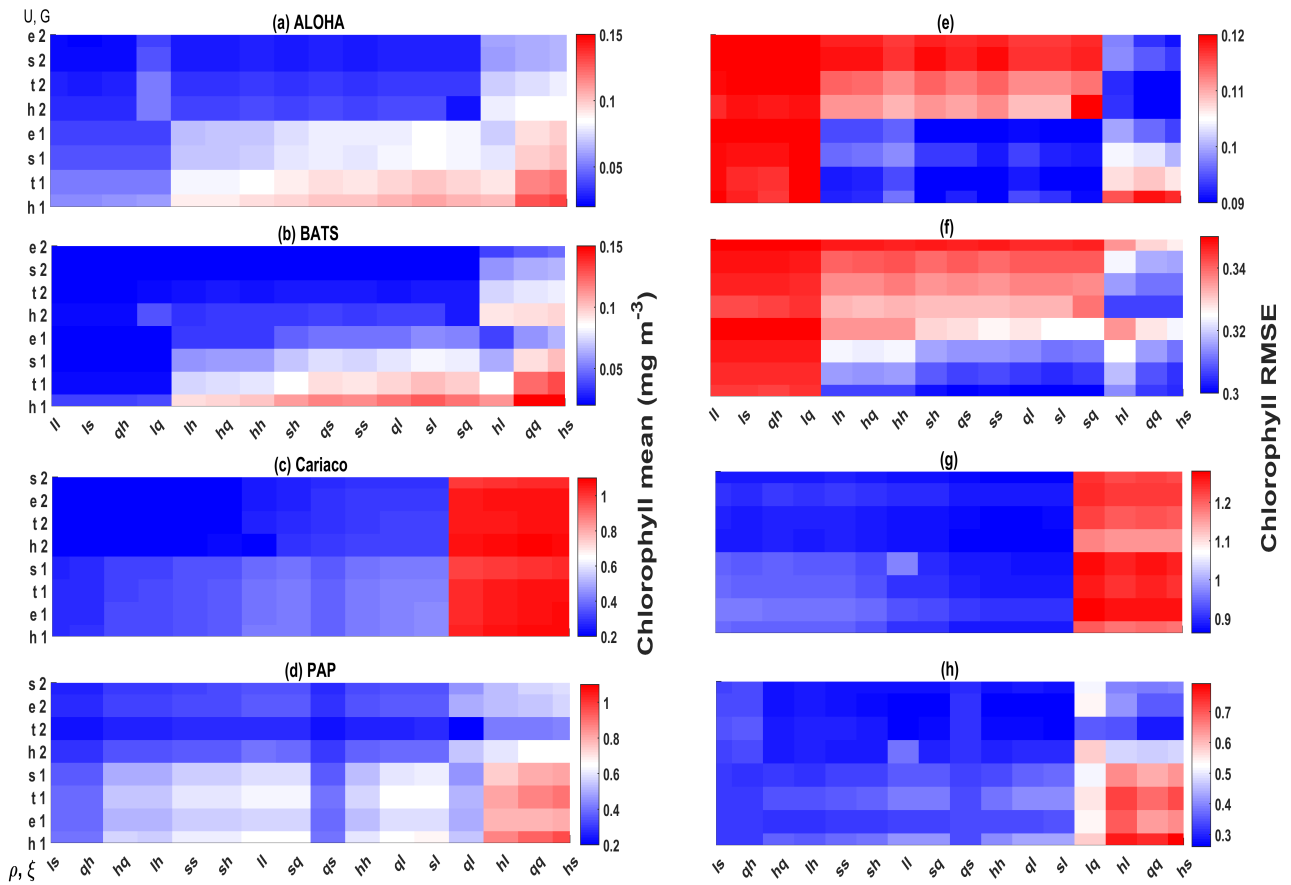 U, G
(a) ALOHA
e 2
s 2
t 2
h 2
e 1
s 1
t 1
h 1
0.15
0.1
0.05
(e)
0.12
0.11
0.1
0.09
(b) BATS
e 2
s 2
t 2
h 2
e 1
s 1
t 1
h 1
0.15
0.1
0.05
ll ls qh lq lh hq hh sh qs ss ql sl sq hl qq hs
(f)
0.34
0.32
0.3
ll ls qh lq lh hq hh sh qs ss ql sl sq hl qq hs
Chlorophyll mean (mg m⁻³)
Chlorophyll RMSE
(c) Cariaco
s 2
e 2
t 2
h 2
s 1
t 1
e 1
h 1
1
0.8
0.6
0.4
0.2
(g)
1.2
1.1
1
0.9
(d) PAP
s 2
e 2
t 2
h 2
s 1
t 1
e 1
h 1
1
0.8
0.6
0.4
0.2
ρ, ξ
ls qh hq lh ss sh ll sq qs hh ql sl ql hl qq hs
(h)
0.7
0.6
0.5
0.4
0.3
ls qh hq lh ss sh ll sq qs hh ql sl lq hl qq hs